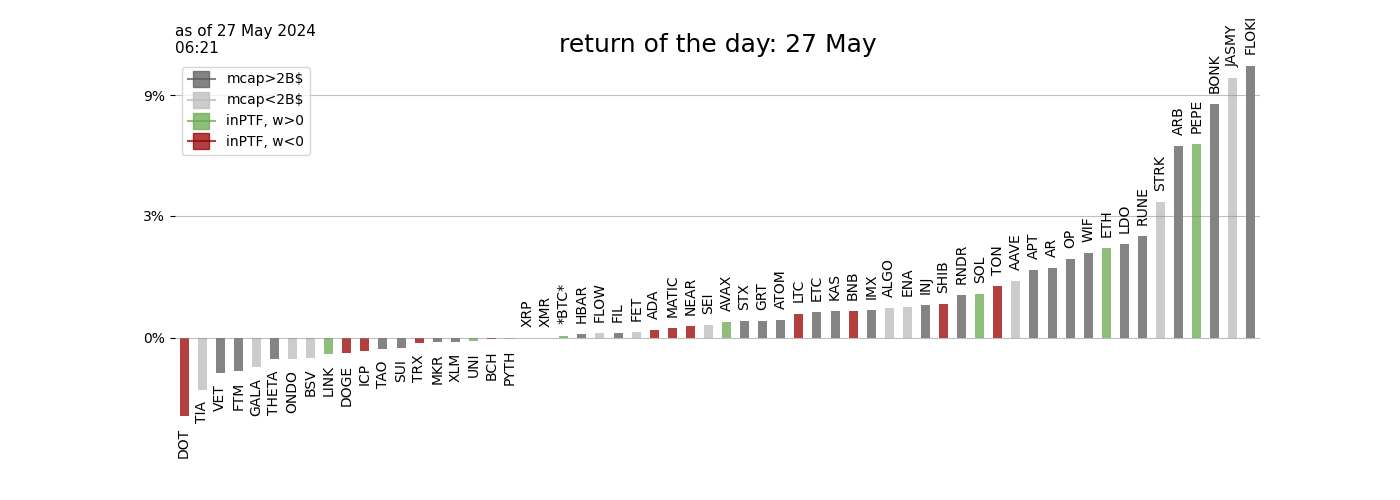 as of 27 May 2024
06:21
return of the day: 27 May
mcap>2B$
mcap<2B$
inPTF, w>0
inPTF, w<0
9%
3%
0%
DOT
TIA
VET
FTM
GALA
THETA
ONDO
BSV
LINK
DOGE
ICP
TAO
SUI
TRX
MKR
XLM
UNI
BCH
PYTH
XRP
XMR
*BTC*
HBAR
FLOW
FIL
FET
ADA
MATIC
NEAR
SEI
AVAX
STX
GRT
ATOM
LTC
ETC
KAS
BNB
IMX
ALGO
ENA
INJ
SHIB
RNDR
SOL
TON
AAVE
APT
AR
OP
WIF
ETH
LDO
RUNE
STRK
ARB
PEPE
BONK
JASMY
FLOKI